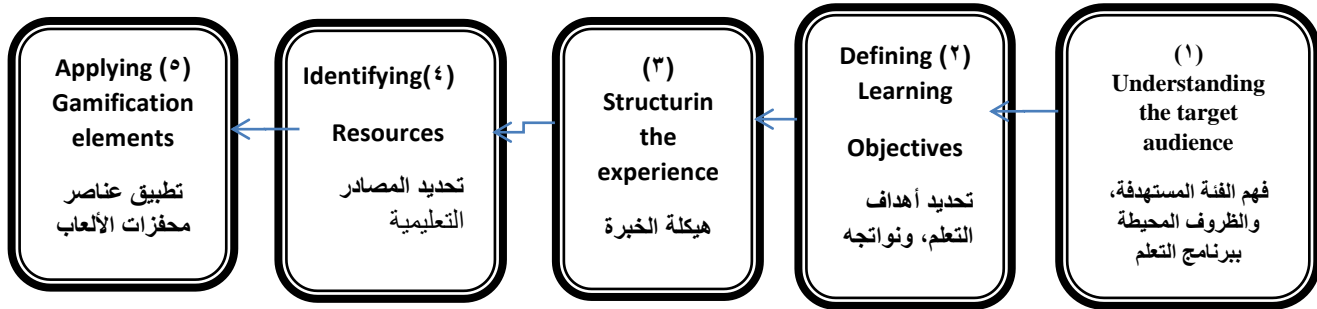 (١)
Understanding
the target
audience
فهم الفئة المستهدفة،
والظروف المحيطة
ببرنامج التعلم
Defining (٢)
Learning
Objectives
تحديد أهداف
التعلم، ونواتجه
(٣)
Structurin
the
experience
هيكلة الخبرة
Identifying(٤)
Resources
تحديد المصادر
التعليمية
Applying (٥)
Gamification
elements
تطبيق عناصر
محفزات الألعاب